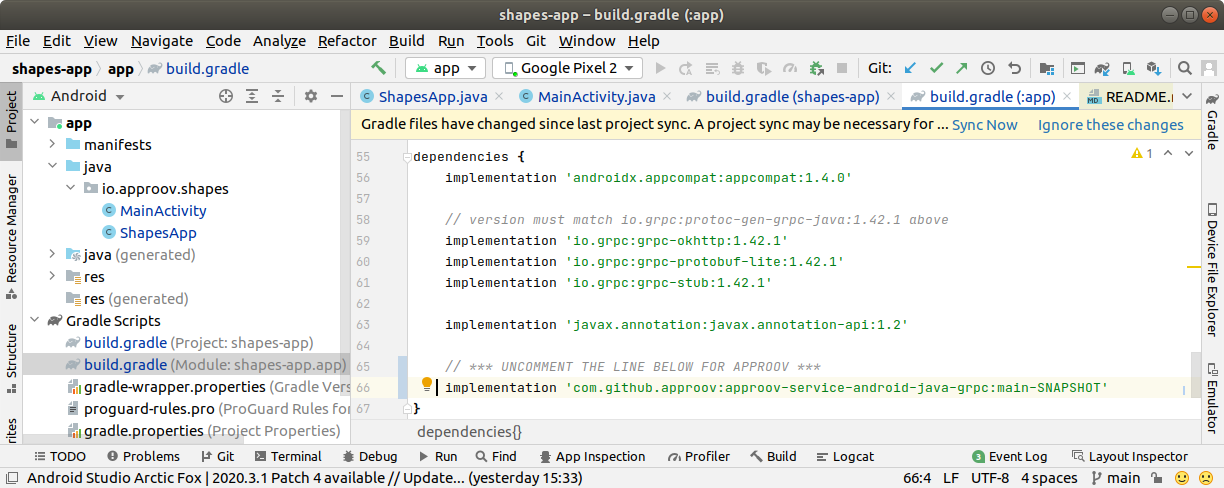 shapes-app – build.gradle (:app)
File Edit View Navigate Code Analyze Refactor Build Run Tools Git Window Help
shapes-app app build.gradle app Google Pixel 2 Git:
Project
Resource Manager
Structure
rites
Android
app
manifests
java
io.approov.shapes
MainActivity
ShapesApp
java (generated)
res
res (generated)
Gradle Scripts
build.gradle (Project: shapes-app)
build.gradle (Module: shapes-app.app)
gradle-wrapper.properties (Gradle Vers
proguard-rules.pro (ProGuard Rules for
gradle.properties (Project Properties)
ShapesApp.java MainActivity.java build.gradle (shapes-app) build.gradle (:app) README.
Gradle files have changed since last project sync. A project sync may be necessary for ... Sync Now Ignore these changes
1
55 dependencies {
56 implementation 'androidx.appcompat:appcompat:1.4.0'
57
58 // version must match io.grpc:protoc-gen-grpc-java:1.42.1 above
59 implementation 'io.grpc:grpc-okhttp:1.42.1'
60 implementation 'io.grpc:grpc-protobuf-lite:1.42.1'
61 implementation 'io.grpc:grpc-stub:1.42.1'
62
63 implementation 'javax.annotation:javax.annotation-api:1.2'
64
65 // *** UNCOMMENT THE LINE BELOW FOR APPROOV ***
66 implementation 'com.github.approov:approov-service-android-java-grpc:main-SNAPSHOT'
67 }
dependencies{}
Gradle
Device File Explorer
Emulator
TODO Problems Git Terminal Debug Run Find App Inspection Profiler Build Logcat 3 Event Log Layout Inspector
Android Studio Arctic Fox | 2020.3.1 Patch 4 available // Update... (yesterday 15:33) 66:4 LF UTF-8 4 spaces main